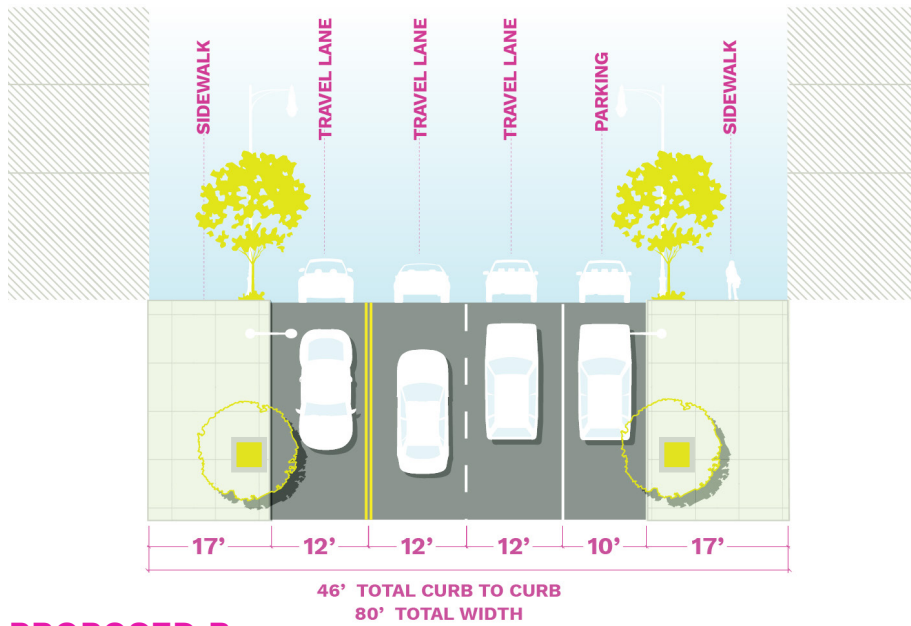 SIDEWALK
TRAVEL LANE
TRAVEL LANE
TRAVEL LANE
PARKING
SIDEWALK
17’ 12’ 12’ 12’ 10’ 17’
46’ TOTAL CURB TO CURB
80’ TOTAL WIDTH